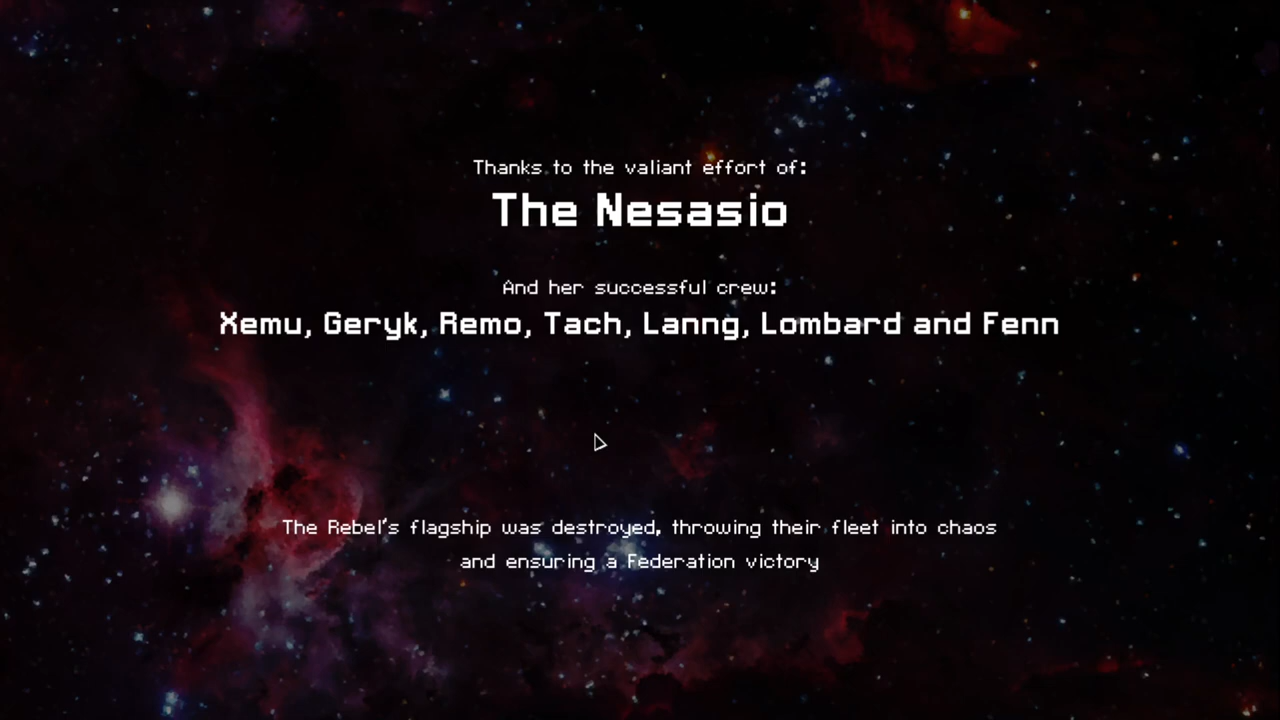 Thanks to the valiant effort of:
The Nesasio
And her successful crew:
Xemu, Geryk, Remo, Tach, Lanng, Lombard and Fenn
The Rebel's flagship was destroyed, throwing their fleet into chaos
and ensuring a Federation victory